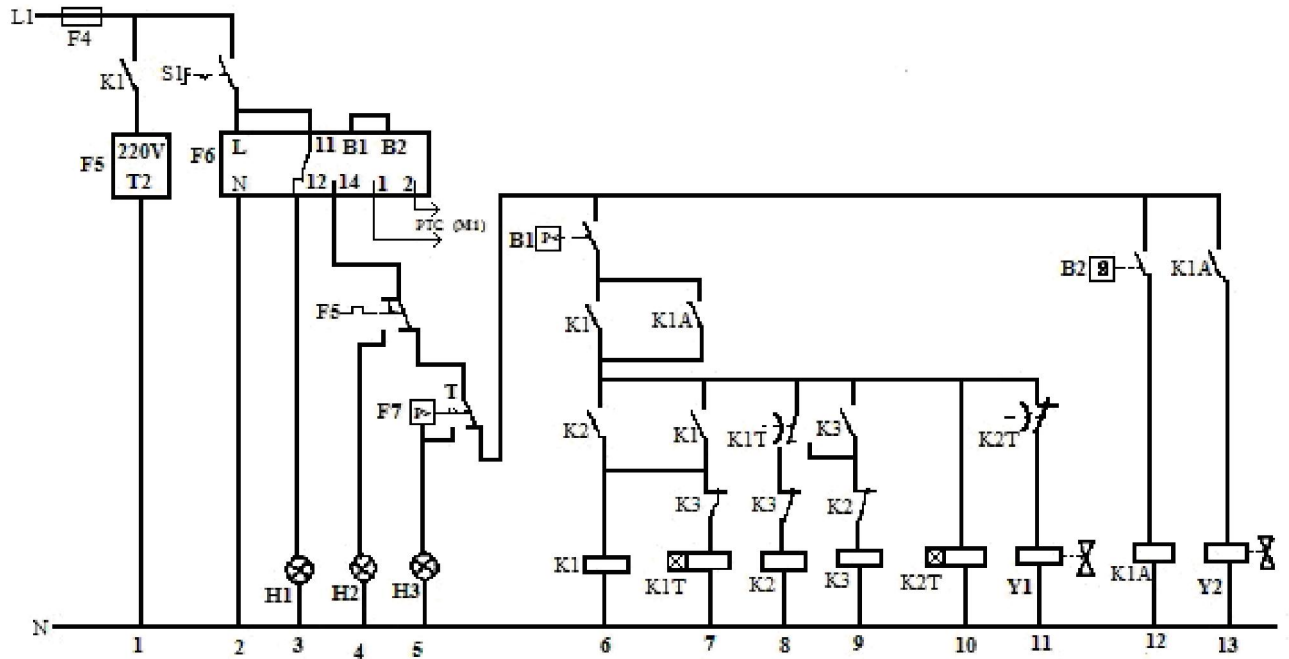 L1
F4
K1
S1
F5 220V T2
F6 L 11 B1 B2
N 12 14 1 2
PTC (M1)
B1 P<
B2
K1A
F5
K1 K1A
F7 P> T
K2 K1 K1T K3 K2T
K3 K3 K2
H1 H2 H3
K1 K1T K2 K3 K2T Y1 K1A Y2
N
1 2 3 4 5 6 7 8 9 10 11 12 13